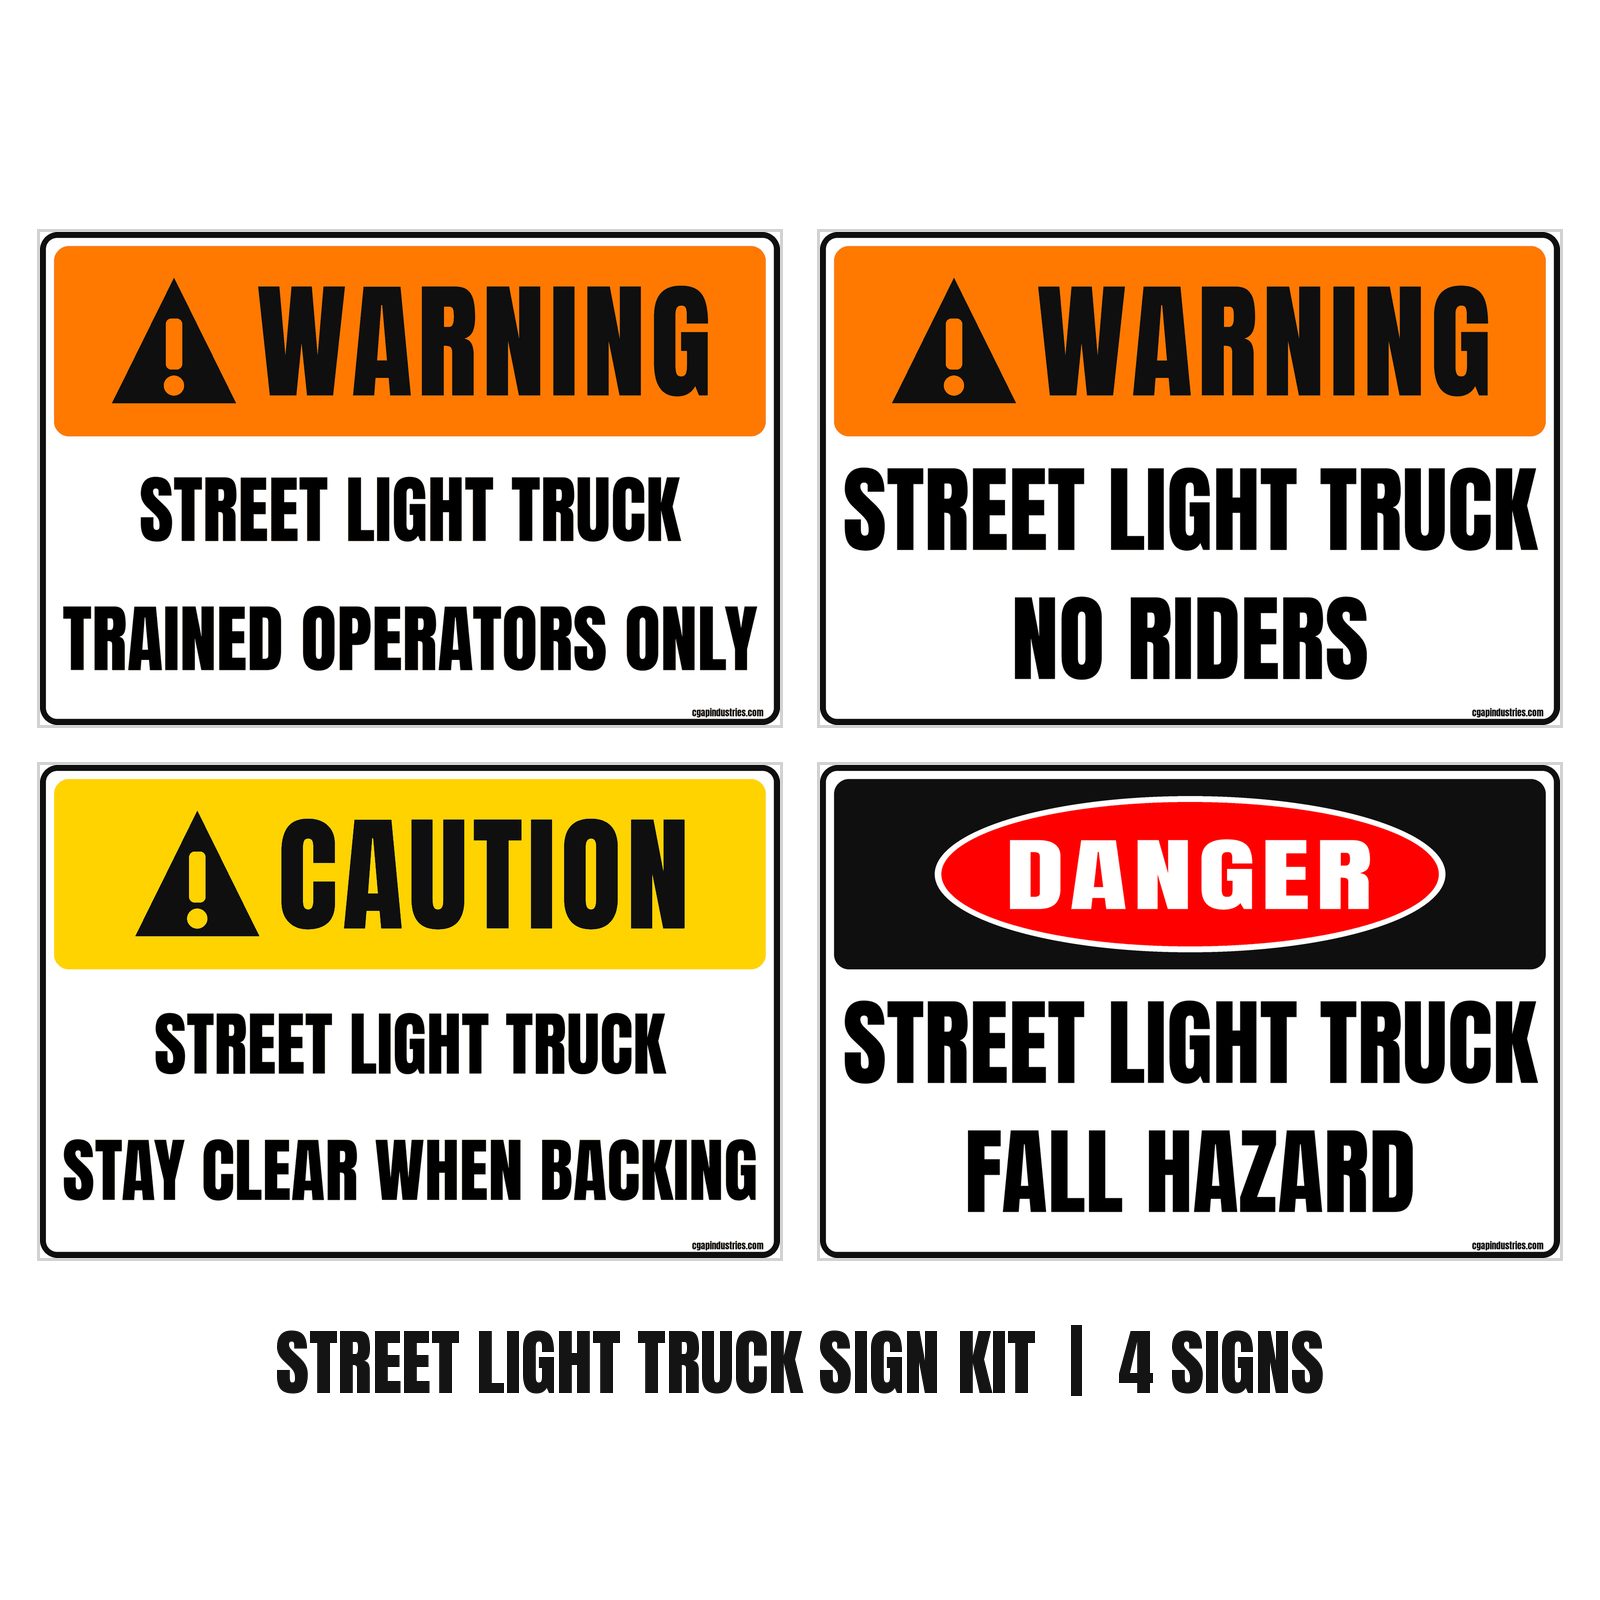 WARNING
STREET LIGHT TRUCK
TRAINED OPERATORS ONLY
cgapindustries.com
WARNING
STREET LIGHT TRUCK
NO RIDERS
cgapindustries.com
CAUTION
STREET LIGHT TRUCK
STAY CLEAR WHEN BACKING
cgapindustries.com
DANGER
STREET LIGHT TRUCK
FALL HAZARD
cgapindustries.com
STREET LIGHT TRUCK SIGN KIT | 4 SIGNS